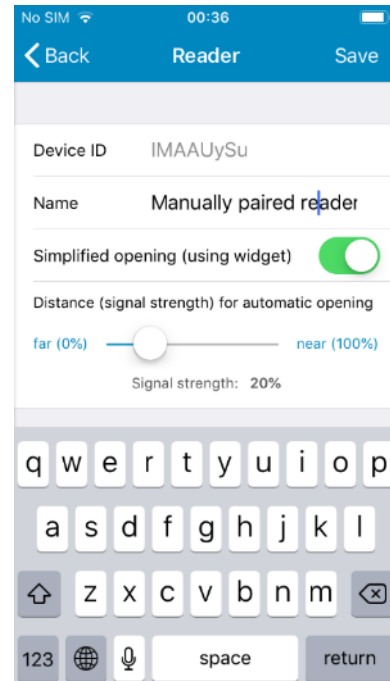 No SIM 00:36
Back Reader Save
Device ID IMAAUySu
Name Manually paired reader
Simplified opening (using widget)
Distance (signal strength) for automatic opening
far (0%) near (100%)
Signal strength: 20%
q w e r t y u i o p
a s d f g h j k l
z x c v b n m
123 space return